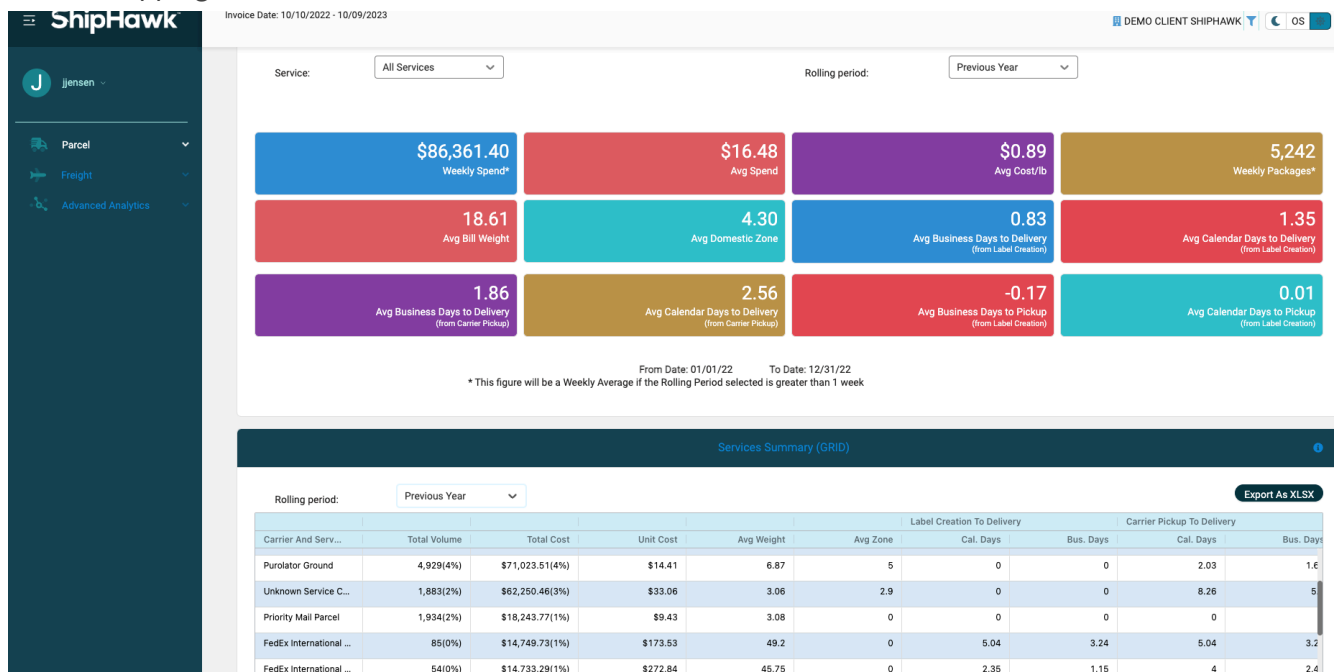 ShipHawk
Invoice Date: 10/10/2022 - 10/09/2023
DEMO CLIENT SHIPHAWK
OS
J
jjensen
Parcel
Freight
Advanced Analytics
Service: All Services
Rolling period: Previous Year
$86,361.40
Weekly Spend*
$16.48
Avg Spend
$0.89
Avg Cost/lb
5,242
Weekly Packages*
18.61
Avg Bill Weight
4.30
Avg Domestic Zone
0.83
Avg Business Days to Delivery
(from Label Creation)
1.35
Avg Calendar Days to Delivery
(from Label Creation)
1.86
Avg Business Days to Delivery
(from Carrier Pickup)
2.56
Avg Calendar Days to Delivery
(from Carrier Pickup)
-0.17
Avg Business Days to Pickup
(from Label Creation)
0.01
Avg Calendar Days to Pickup
(from Label Creation)
From Date: 01/01/22 To Date: 12/31/22
* This figure will be a Weekly Average if the Rolling Period selected is greater than 1 week
Services Summary (GRID)
Rolling period: Previous Year
Export As XLSX
Label Creation To Delivery Carrier Pickup To Delivery
Carrier And Serv... Total Volume Total Cost Unit Cost Avg Weight Avg Zone Cal. Days Bus. Days Cal. Days Bus. Days
Purolator Ground 4,929(4%) $71,023.51(4%) $14.41 6.87 5 0 0 2.03 1.6
Unknown Service C... 1,883(2%) $62,250.46(3%) $33.06 3.06 2.9 0 0 8.26 5
Priority Mail Parcel 1,934(2%) $18,243.77(1%) $9.43 3.08 0 0 0 0
FedEx International ... 85(0%) $14,749.73(1%) $173.53 49.2 0 5.04 3.24 5.04 3.2
FedEx International ... 54(0%) $14,733.29(1%) $272.84 45.75 0 2.35 1.15 4 2.4